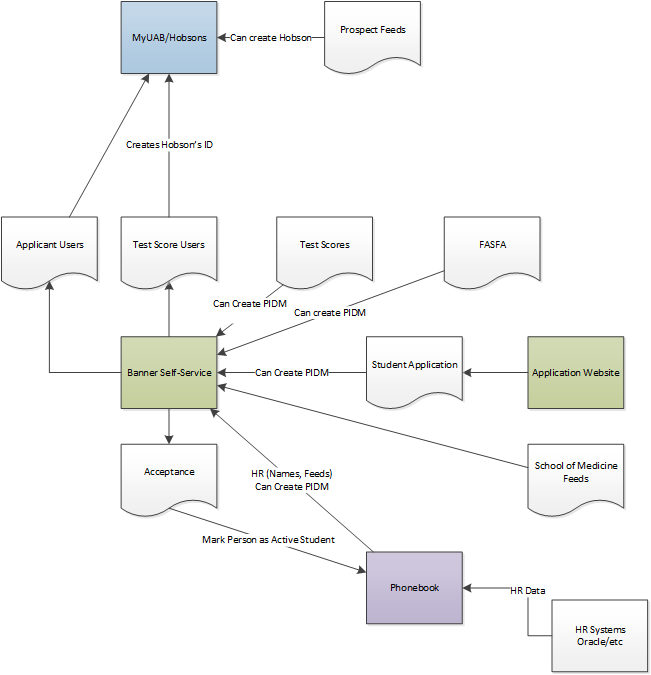 MyUAB/Hobsons
Can create Hobson
Prospect Feeds
Creates Hobson's ID
Applicant Users
Test Score Users
Test Scores
FASFA
Can Create PIDM
Can create PIDM
Banner Self-Service
Can Create PIDM
Student Application
Application Website
Acceptance
HR (Names, Feeds)
Can Create PIDM
School of Medicine
Feeds
Mark Person as Active Student
Phonebook
HR Data
HR Systems
Oracle/etc